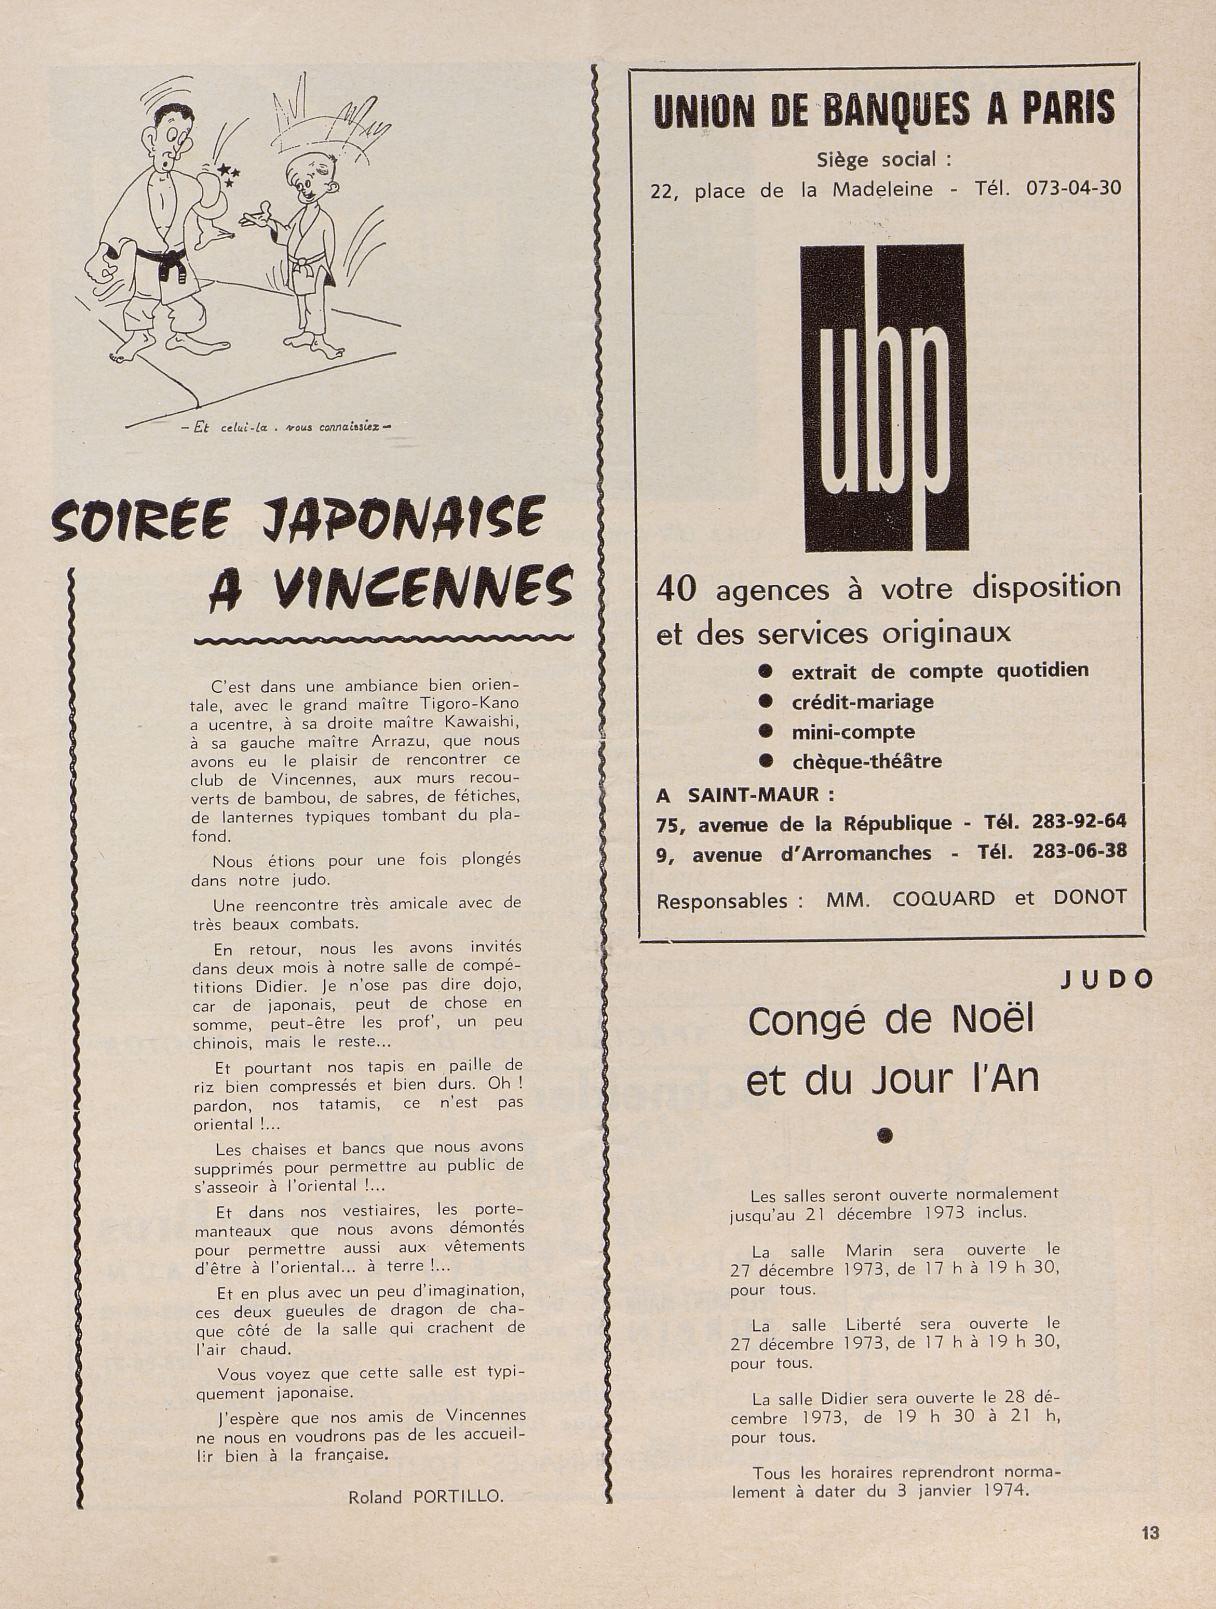 - Et celui-la . vous connaissiez -
SOIRÉE JAPONAISE
A VINCENNES
C'est dans une ambiance bien orien-
tale, avec le grand maître Tigoro-Kano
a ucentre, à sa droite maître Kawaishi,
à sa gauche maître Arrazu, que nous
avons eu le plaisir de rencontrer ce
club de Vincennes, aux murs recou-
verts de bambou, de sabres, de fétiches,
de lanternes typiques tombant du pla-
fond.
Nous étions pour une fois plongés
dans notre judo.
Une reencontre très amicale avec de
très beaux combats.
En retour, nous les avons invités
dans deux mois à notre salle de compé-
titions Didier. Je n'ose pas dire dojo,
car de japonais, peut de chose en
somme, peut-être les prof', un peu
chinois, mais le reste...
Et pourtant nos tapis en paille de
riz bien compressés et bien durs. Oh !
pardon, nos tatamis, ce n'est pas
oriental !...
Les chaises et bancs que nous avons
supprimés pour permettre au public de
s'asseoir à l'oriental !...
Et dans nos vestiaires, les porte-
manteaux que nous avons démontés
pour permettre aussi aux vêtements
d'être à l'oriental... à terre !...
Et en plus avec un peu d'imagination,
ces deux gueules de dragon de cha-
que côté de la salle qui crachent de
l'air chaud.
Vous voyez que cette salle est typi-
quement japonaise.
J'espère que nos amis de Vincennes
ne nous en voudrons pas de les accueil-
lir bien à la française.
Roland PORTILLO.
UNION DE BANQUES A PARIS
Siège social :
22, place de la Madeleine - Tél. 073-04-30
ubp
40 agences à votre disposition
et des services originaux
● extrait de compte quotidien
● crédit-mariage
● mini-compte
● chèque-théâtre
A SAINT-MAUR :
75, avenue de la République - Tél. 283-92-64
9, avenue d'Arromanches - Tél. 283-06-38
Responsables : MM. COQUARD et DONOT
JUDO
Congé de Noël
et du Jour l'An
●
Les salles seront ouverte normalement
jusqu'au 21 décembre 1973 inclus.
La salle Marin sera ouverte le
27 décembre 1973, de 17 h à 19 h 30,
pour tous.
La salle Liberté sera ouverte le
27 décembre 1973, de 17 h à 19 h 30,
pour tous.
La salle Didier sera ouverte le 28 dé-
cembre 1973, de 19 h 30 à 21 h,
pour tous.
Tous les horaires reprendront norma-
lement à dater du 3 janvier 1974.
13